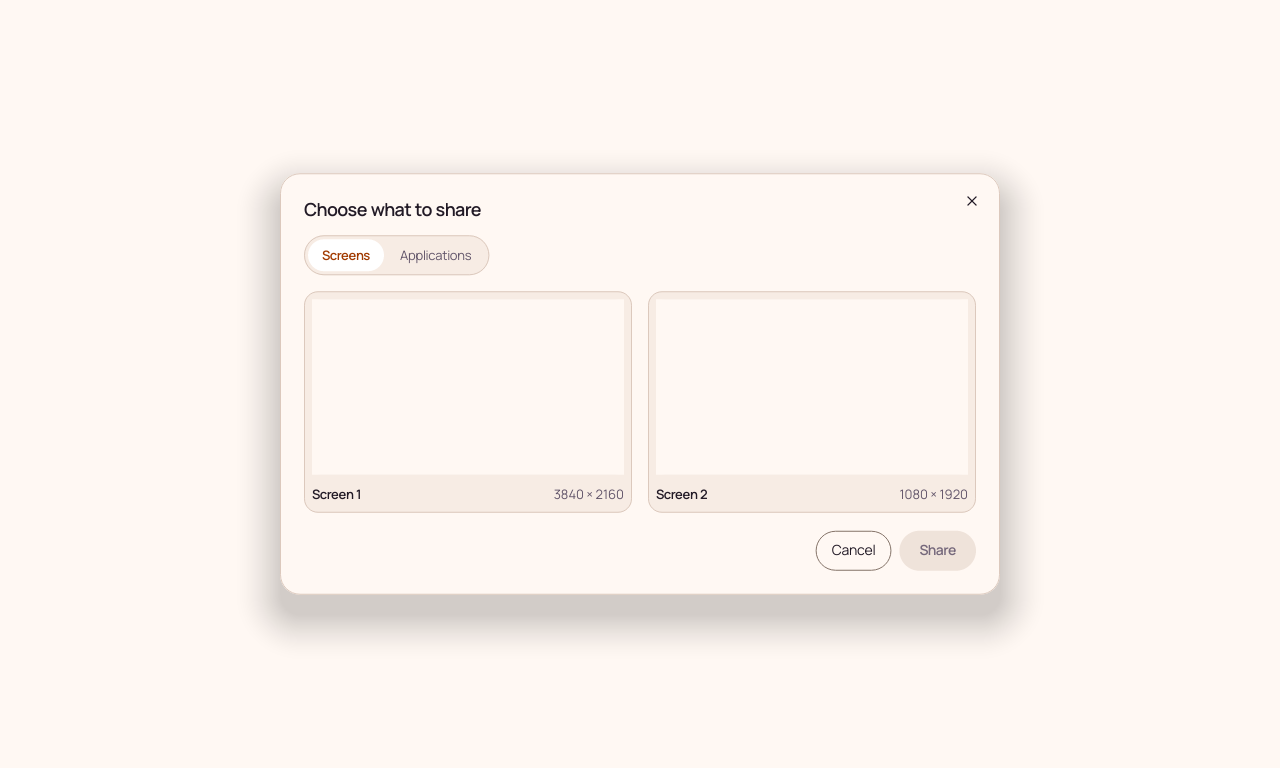 Choose what to share
Screens
Applications
Screen 1
3840 × 2160
Screen 2
1080 × 1920
Cancel
Share